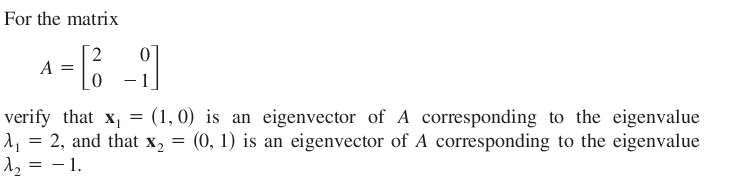 For the matrix
A = [2 0
0 −1]
verify that x₁ = (1, 0) is an eigenvector of A corresponding to the eigenvalue
λ₁ = 2, and that x₂ = (0, 1) is an eigenvector of A corresponding to the eigenvalue
λ₂ = −1.